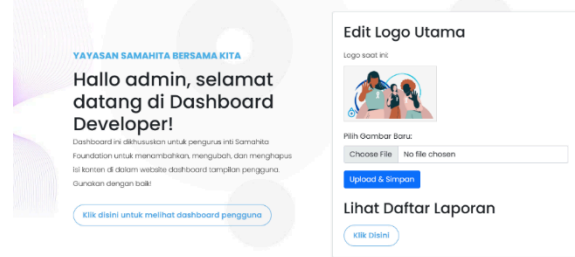 YAYASAN SAMAHITA BERSAMA KITA
Hallo admin, selamat
datang di Dashboard
Developer!
Dashboard ini dikhususkan untuk pengurus inti Samahita
Foundation untuk menambahkan, mengubah, dan menghapus
isi konten di dalam website dashboard tampilan pengguna.
Gunakan dengan baik!
Klik disini untuk melihat dashboard pengguna
Edit Logo Utama
Logo saat ini:
Pilih Gambar Baru:
Choose File No file chosen
Upload & Simpan
Lihat Daftar Laporan
Klik Disini